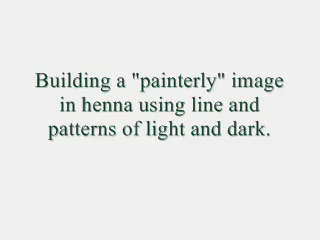 Building a "painterly" image
in henna using line and
patterns of light and dark.